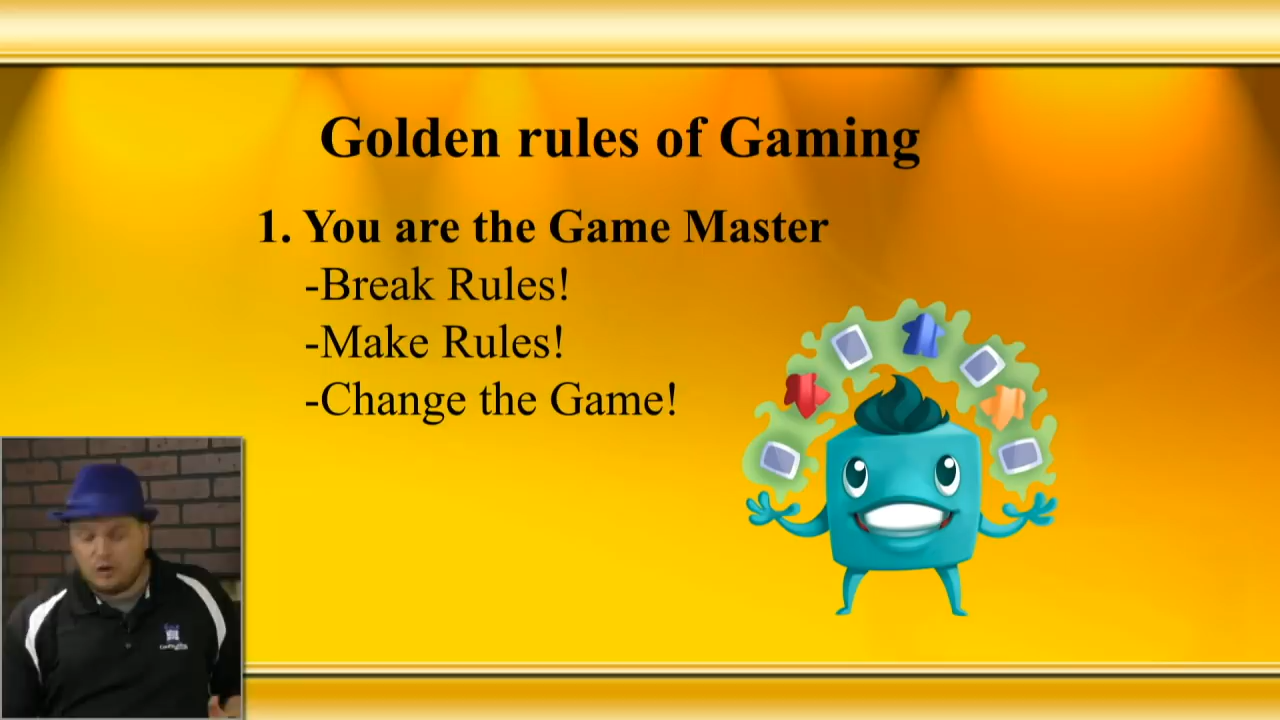 Golden rules of Gaming
1. You are the Game Master
-Break Rules!
-Make Rules!
-Change the Game!